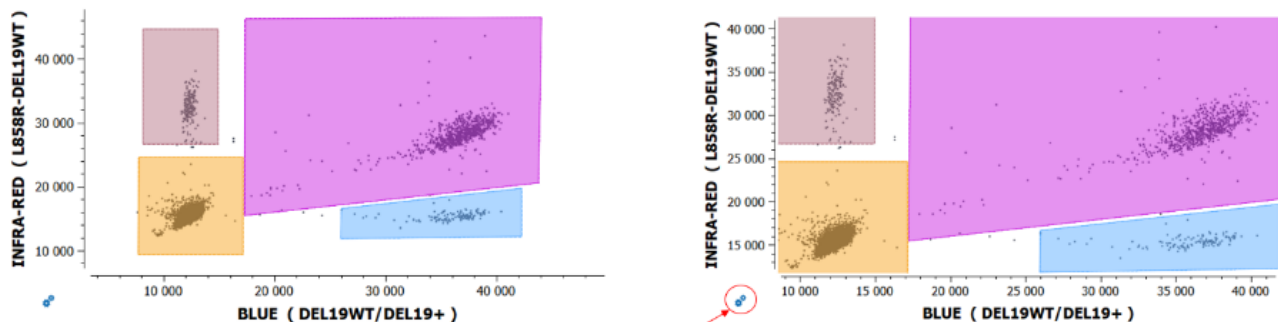 INFRA-RED ( L858R-DEL19WT)
40 000
30 000
20 000
10 000
10 000 20 000 30 000 40 000
BLUE ( DEL19WT/DEL19+ )
INFRA-RED ( L858R-DEL19WT)
40 000
35 000
30 000
25 000
20 000
15 000
10 000 15 000 20 000 25 000 30 000 35 000 40 000
BLUE ( DEL19WT/DEL19+ )